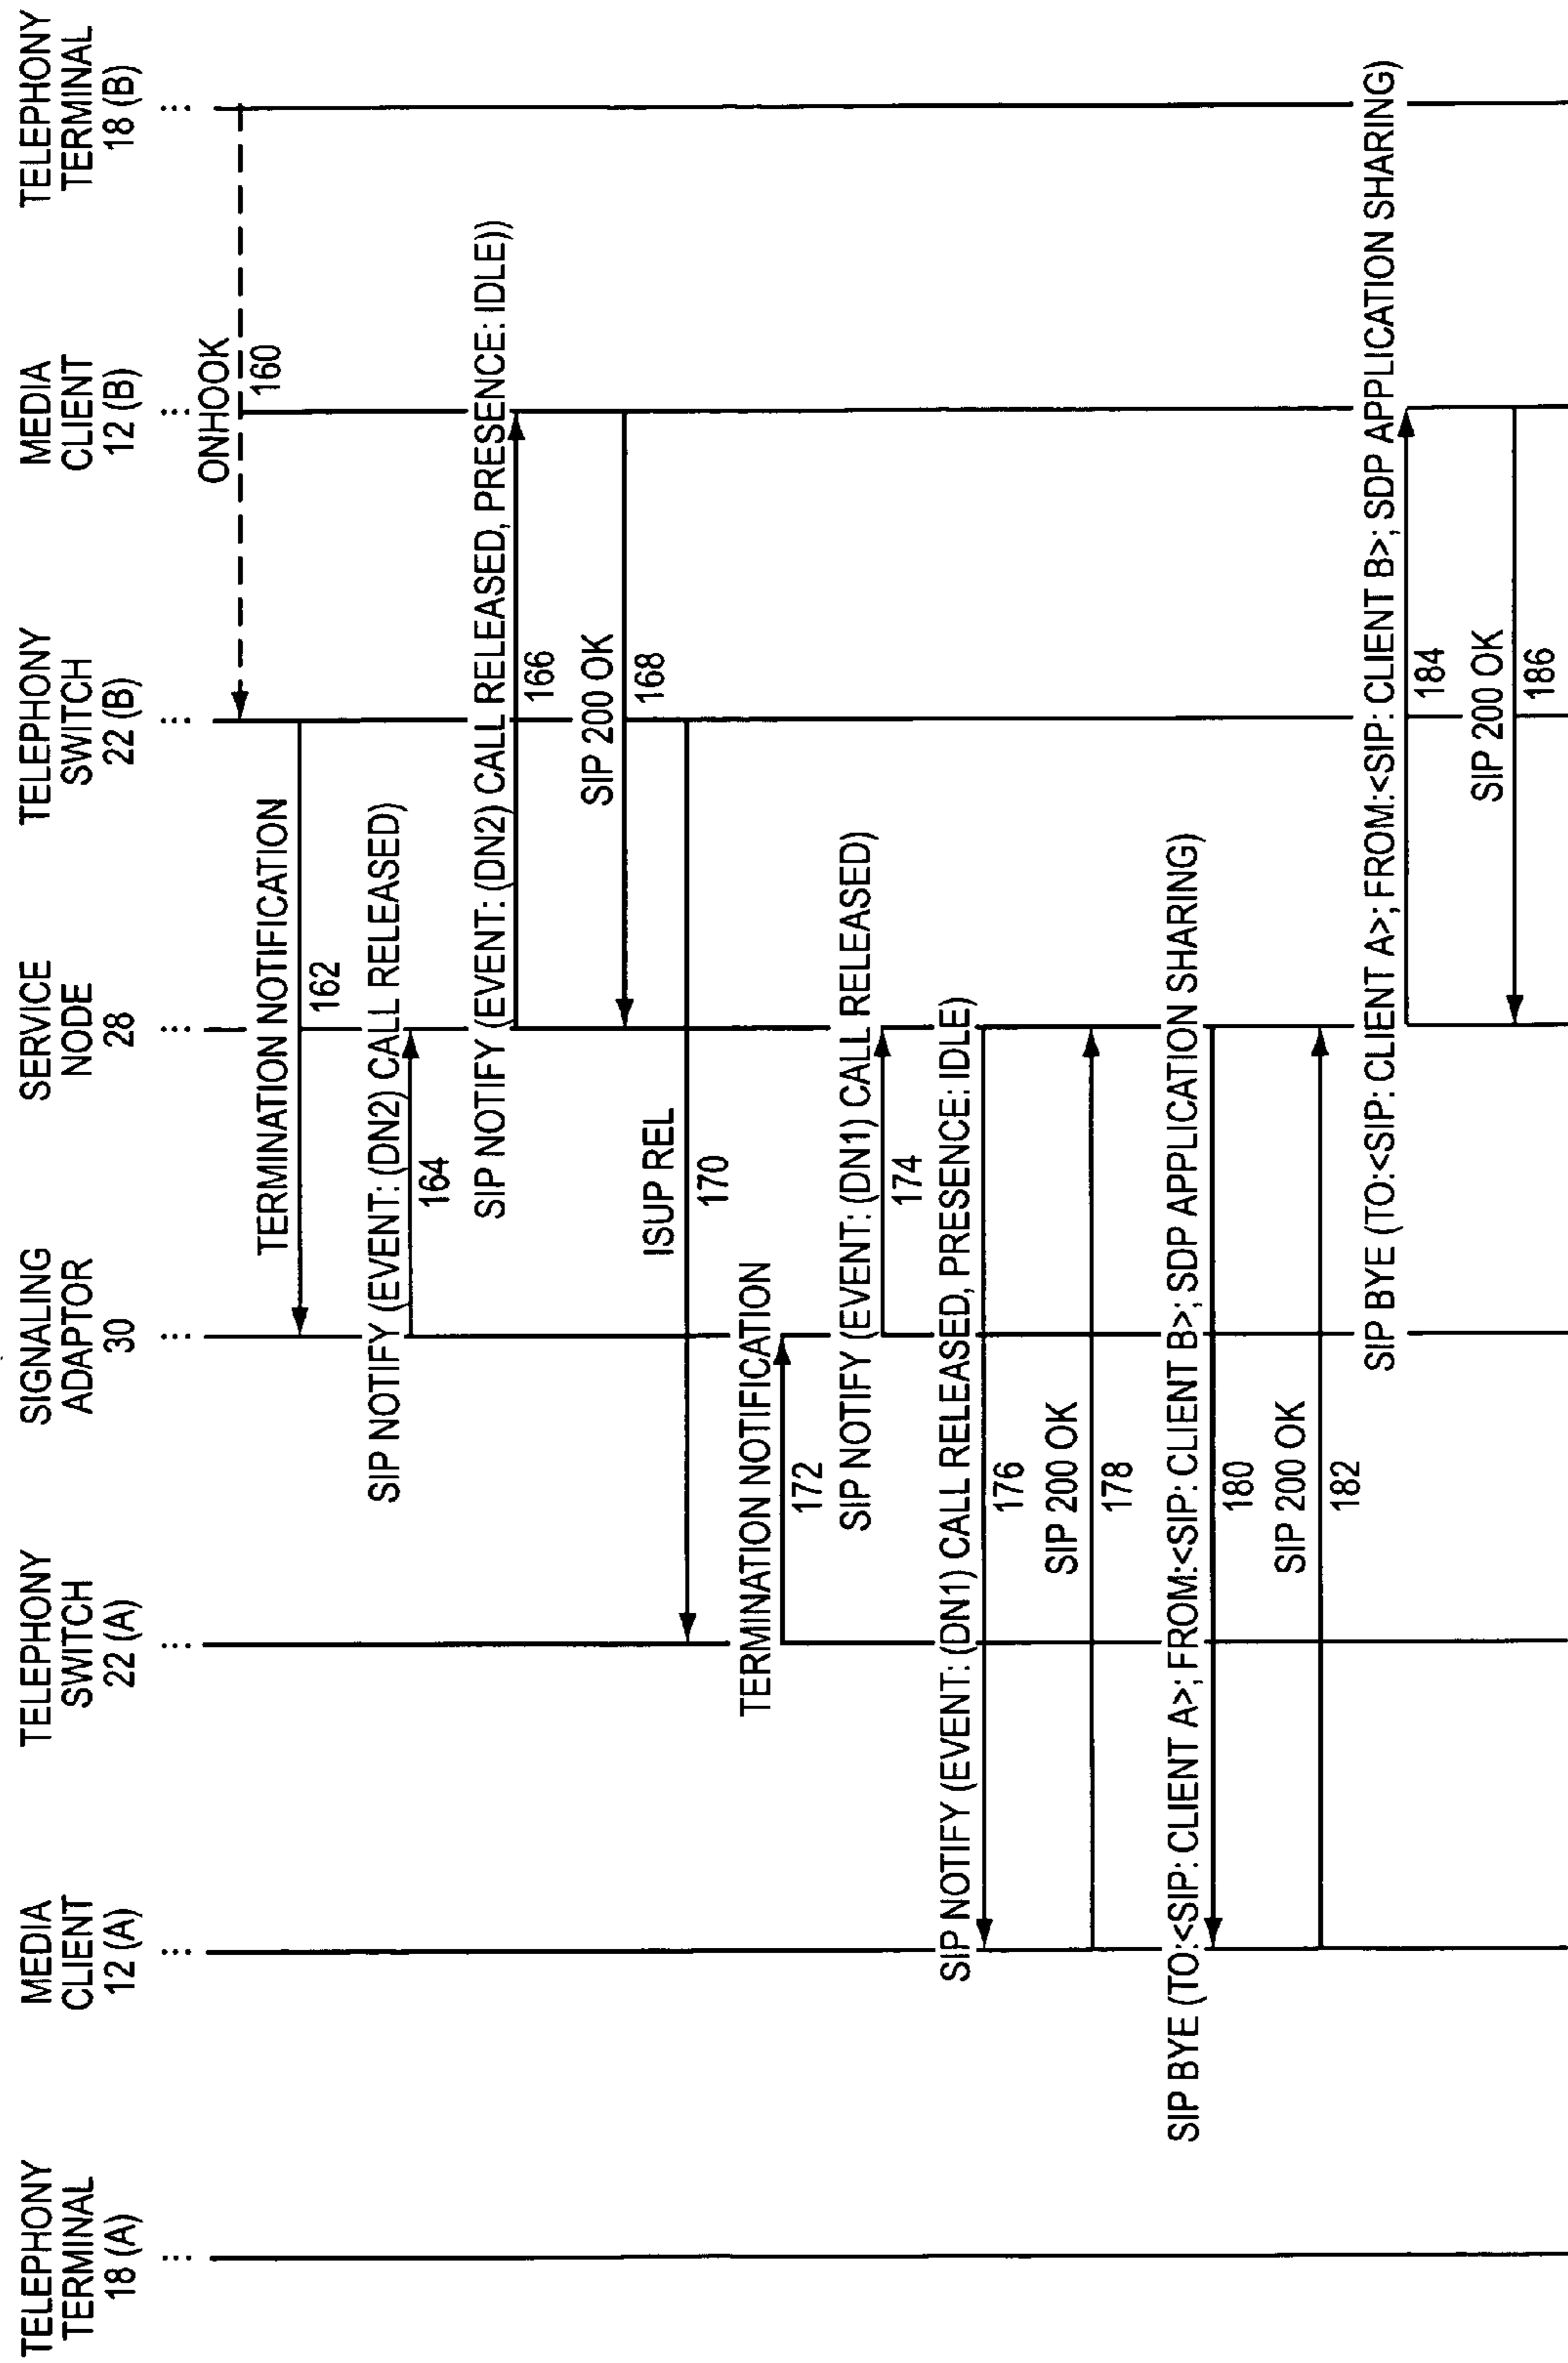 TELEPHONY
TERMINAL
18 (A)
...
MEDIA
CLIENT
12 (A)
...
TELEPHONY
SWITCH
22 (A)
...
SIGNALING
ADAPTOR
30
...
SERVICE
NODE
28
...
TELEPHONY
SWITCH
22 (B)
...
MEDIA
CLIENT
12 (B)
...
TELEPHONY
TERMINAL
18 (B)
...
ONHOOK
160
TERMINATION NOTIFICATION
162
SIP NOTIFY (EVENT: (DN2) CALL RELEASED)
164
SIP NOTIFY (EVENT: (DN2) CALL RELEASED, PRESENCE: IDLE))
166
SIP 200 OK
168
ISUP REL
170
TERMINATION NOTIFICATION
172
SIP NOTIFY (EVENT: (DN1) CALL RELEASED)
174
SIP NOTIFY (EVENT: (DN1) CALL RELEASED, PRESENCE: IDLE)
176
SIP 200 OK
178
SIP BYE (TO:<SIP: CLIENT A>; FROM:<SIP: CLIENT B>; SDP APPLICATION SHARING)
180
SIP 200 OK
182
SIP BYE (TO:<SIP: CLIENT A>; FROM:<SIP: CLIENT B>; SDP APPLICATION SHARING)
184
SIP 200 OK
186